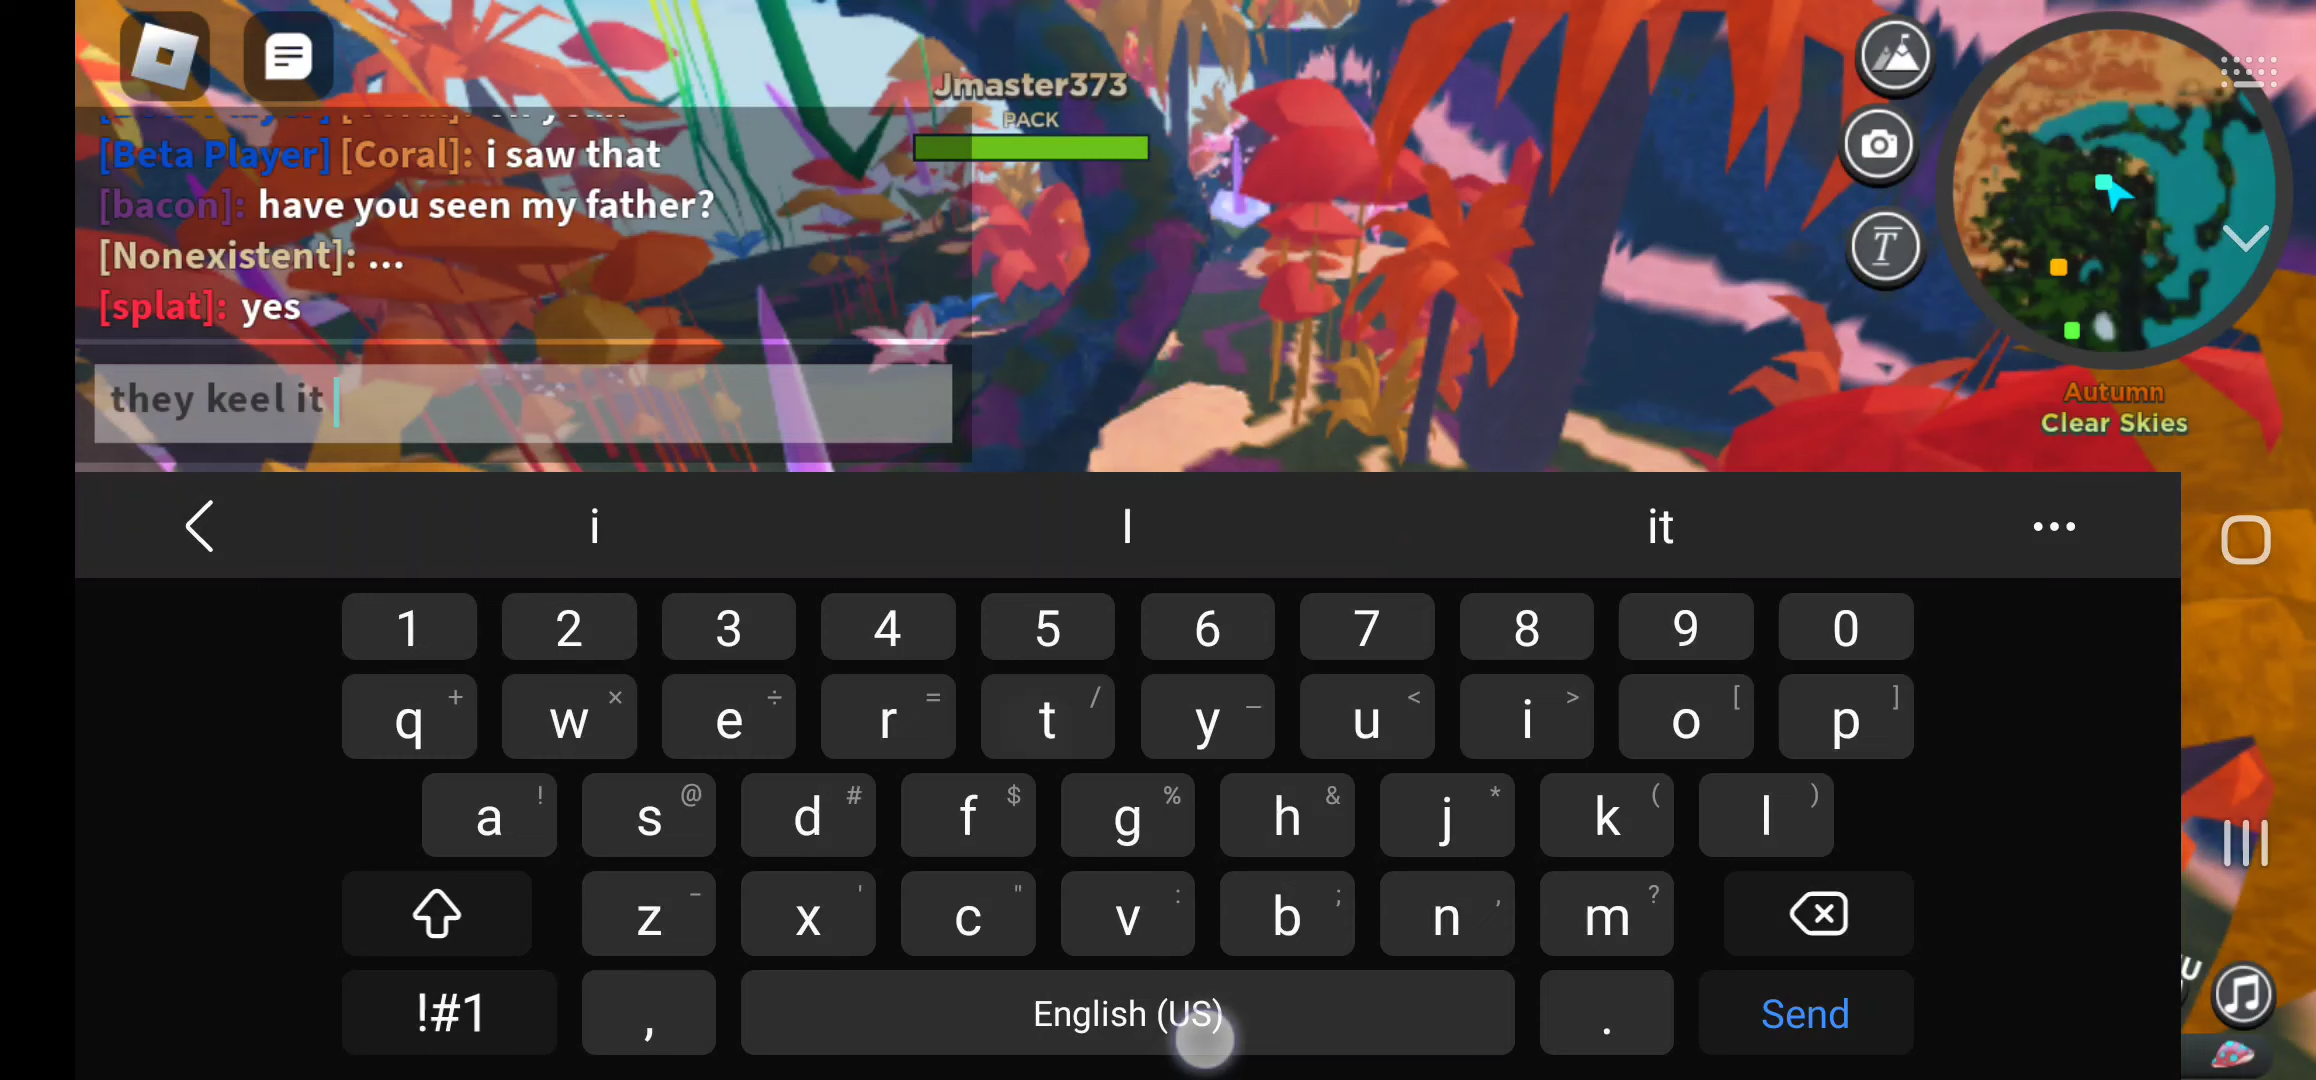 Jmaster373
PACK
[Beta Player] [Coral]: i saw that
[bacon]: have you seen my father?
[Nonexistent]: ...
[splat]: yes
they keel it
T
Autumn
Clear Skies
i I it
1 2 3 4 5 6 7 8 9 0
q + w × e ÷ r = t / y _ u < i > o [ p ]
a ! s @ d # f $ g % h & j * k ( l )
z - x ' c " v : b ; n , m ?
!#1 , English (US) . Send